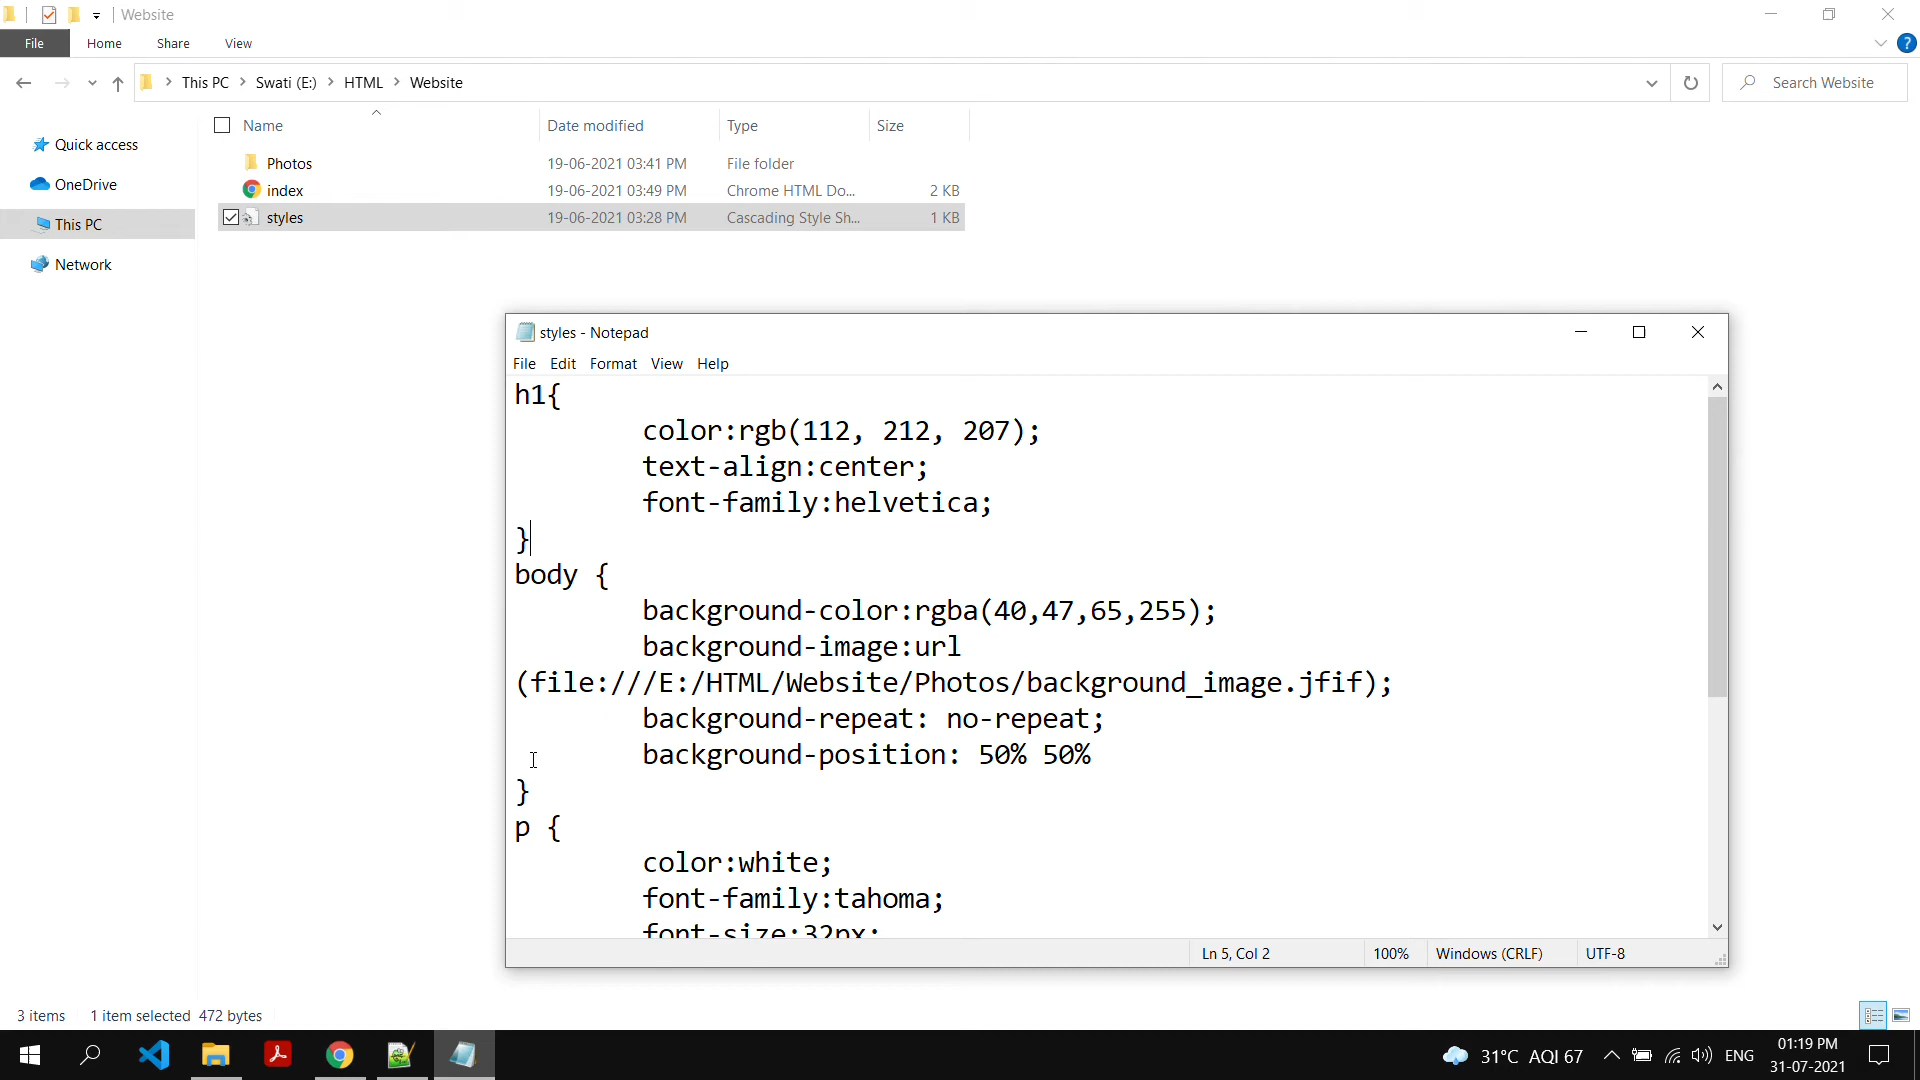 Website
File Home Share View
This PC > Swati (E:) > HTML > Website
Search Website
Name Date modified Type Size
Quick access
OneDrive
This PC
Network
Photos 19-06-2021 03:41 PM File folder
index 19-06-2021 03:49 PM Chrome HTML Do... 2 KB
styles 19-06-2021 03:28 PM Cascading Style Sh... 1 KB
styles - Notepad
File Edit Format View Help
h1{
color:rgb(112, 212, 207);
text-align:center;
font-family:helvetica;
}
body {
background-color:rgba(40,47,65,255);
background-image:url
(file:///E:/HTML/Website/Photos/background_image.jfif);
background-repeat: no-repeat;
background-position: 50% 50%
}
p {
color:white;
font-family:tahoma;
font-size:32px;
Ln 5, Col 2 100% Windows (CRLF) UTF-8
3 items 1 item selected 472 bytes
31°C AQI 67 ENG 01:19 PM
31-07-2021